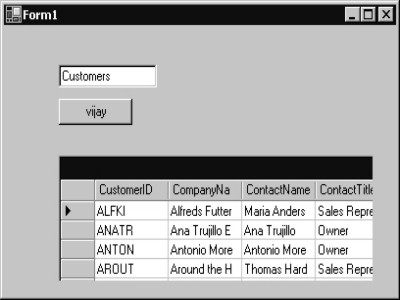 Form1
Customers
vijay
CustomerID CompanyNa ContactName ContactTitle
ALFKI Alfreds Futter Maria Anders Sales Repre
ANATR Ana Trujillo E Ana Trujillo Owner
ANTON Antonio More Antonio More Owner
AROUT Around the H Thomas Hard Sales Repre